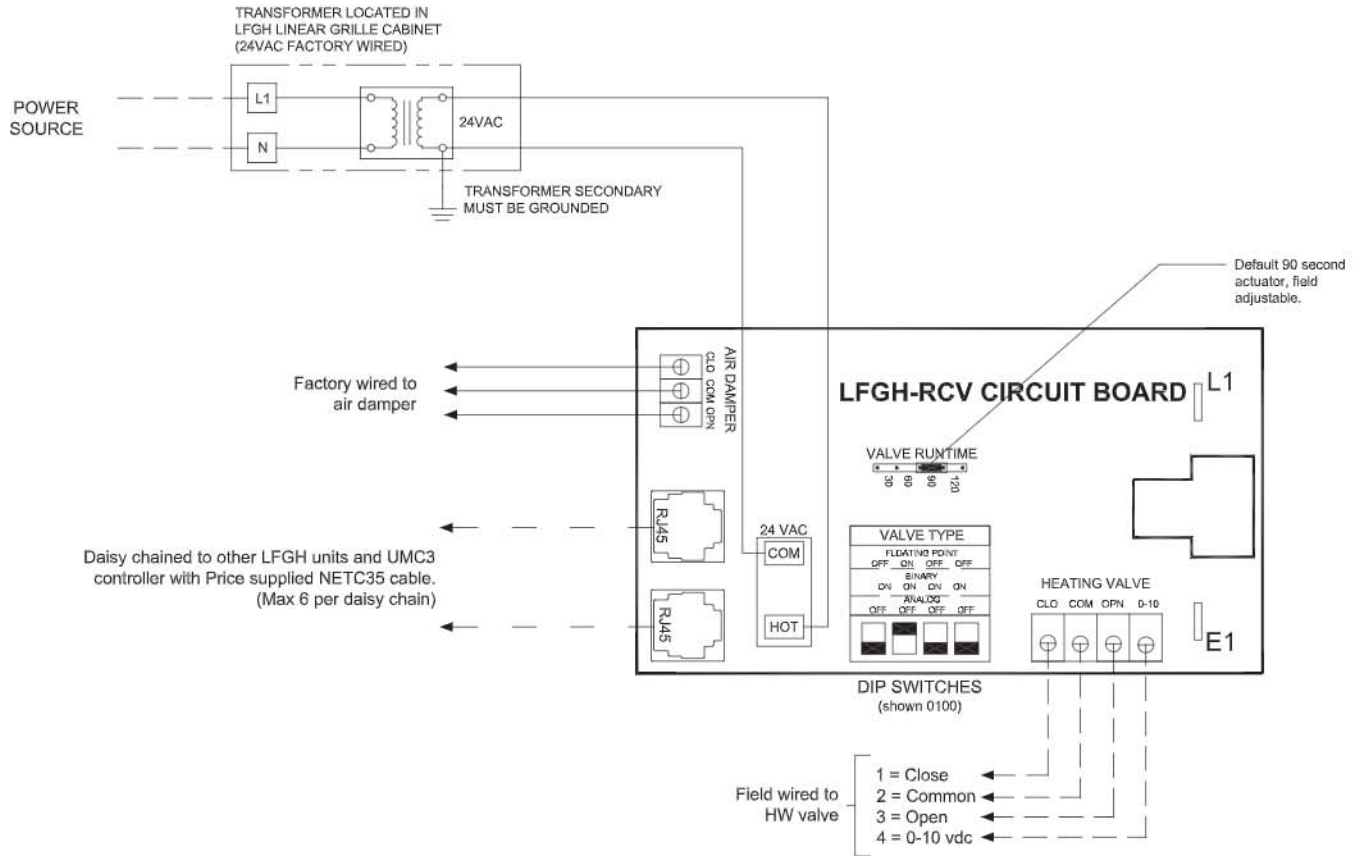 TRANSFORMER LOCATED IN
LFGH LINEAR GRILLE CABINET
(24VAC FACTORY WIRED)
POWER
SOURCE
L1
N
24VAC
TRANSFORMER SECONDARY
MUST BE GROUNDED
Default 90 second
actuator, field
adjustable.
Factory wired to
air damper
CLO COM OPN
AIR DAMPER
LFGH-RCV CIRCUIT BOARD
L1
VALVE RUNTIME
30 60 90 120
RJ45
RJ45
Daisy chained to other LFGH units and UMC3
controller with Price supplied NETC35 cable.
(Max 6 per daisy chain)
24 VAC
COM
HOT
VALVE TYPE
FLOATING POINT
OFF ON OFF OFF
BINARY
ON ON ON ON
ANALOG
OFF OFF OFF OFF
DIP SWITCHES
(shown 0100)
HEATING VALVE
CLO COM OPN 0-10
E1
Field wired to
HW valve
1 = Close
2 = Common
3 = Open
4 = 0-10 vdc